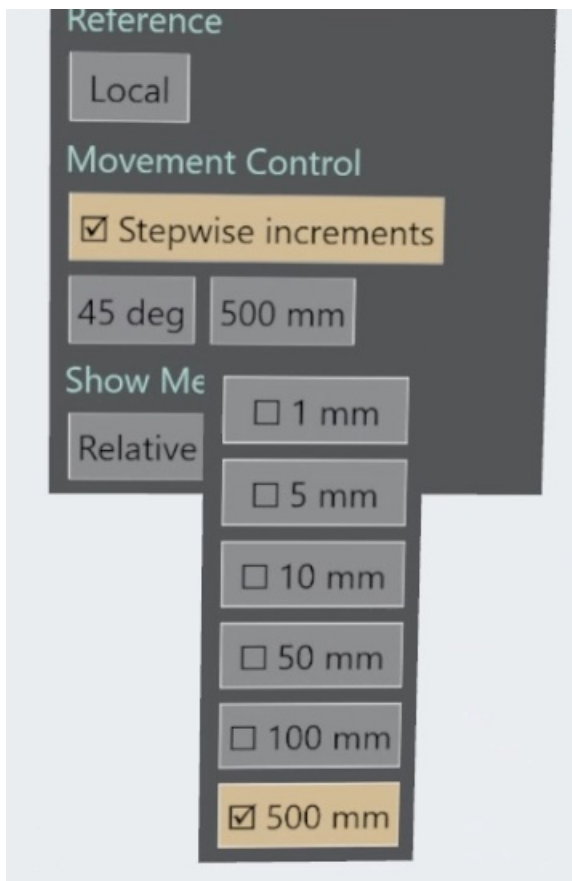 Reference
Local
Movement Control
☑ Stepwise increments
45 deg 500 mm
Show Me
Relative
☐ 1 mm
☐ 5 mm
☐ 10 mm
☐ 50 mm
☐ 100 mm
☑ 500 mm